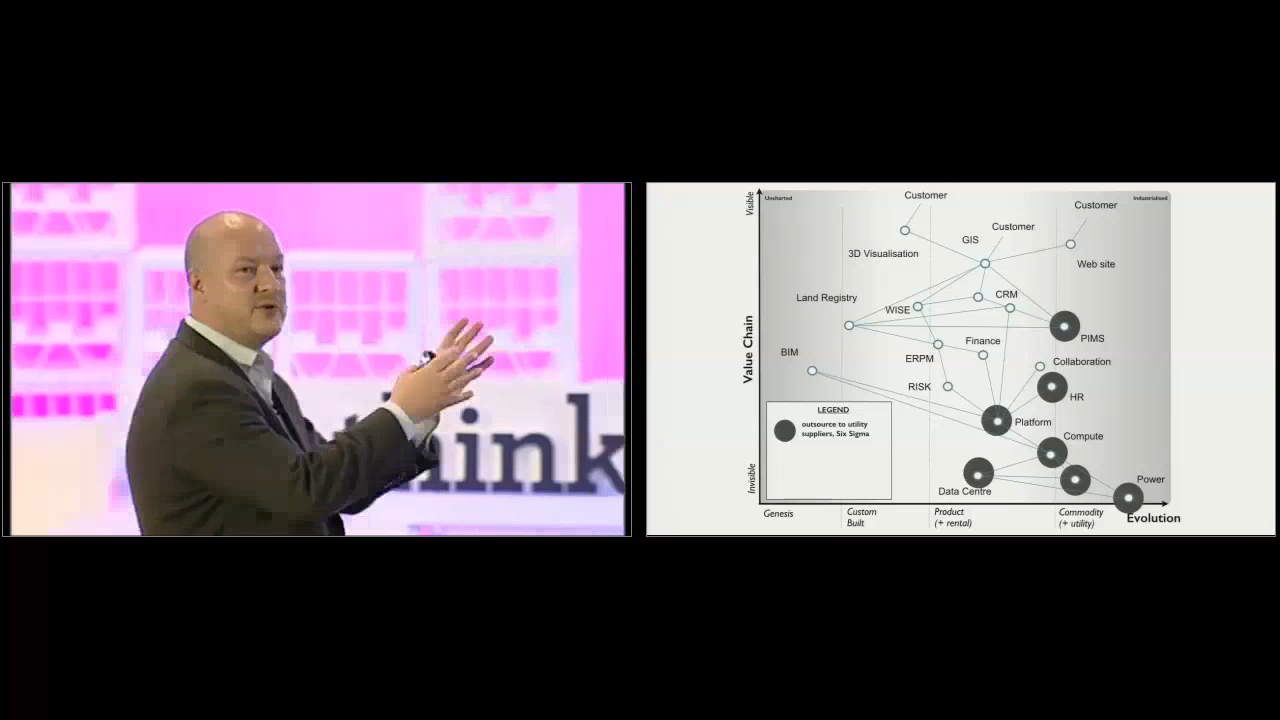 think
Visible
Uncharted
Industrialised
Customer
Customer
Customer
GIS
3D Visualisation
Web site
Land Registry
CRM
WISE
PIMS
Value Chain
BIM
Finance
ERPM
Collaboration
RISK
HR
LEGEND
outsource to utility
suppliers, Six Sigma
Platform
Compute
Invisible
Data Centre
Power
Genesis
Custom
Built
Product
(+ rental)
Commodity
(+ utility)
Evolution